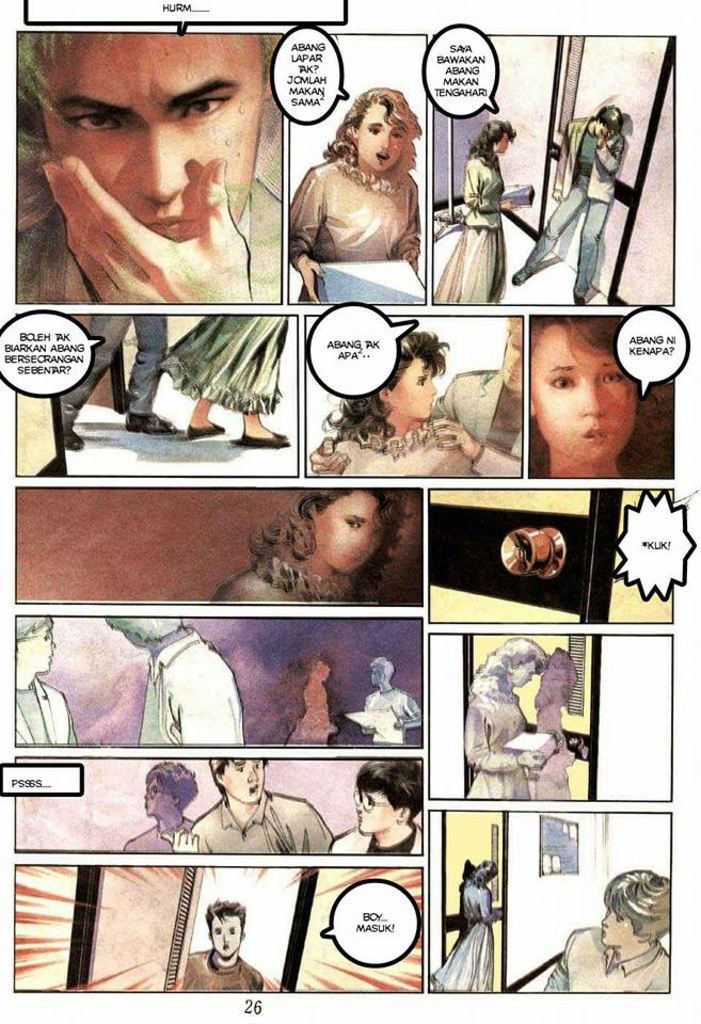 HURM........
ABANG
LAPAR
TAK?
JOMLAH
MAKAN
SAMA²
SAYA
BAWAKAN
ABANG
MAKAN
TENGAHARI
BOLEH TAK
BIARKAN ABANG
BERSEORANGAN
SEBENTAR?
ABANG TAK
APA²..
ABANG NI
KENAPA?
*KLIK!
PSSSS.....
BOY...
MASUK!
26